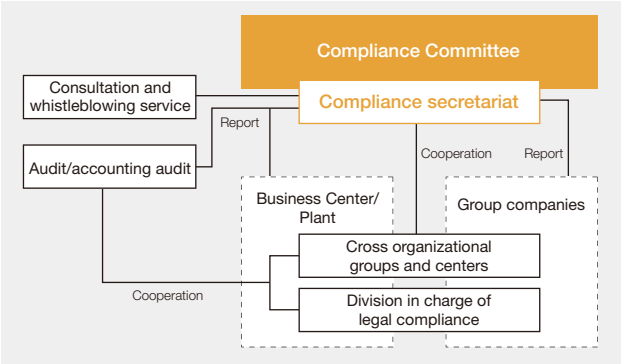 Compliance Committee
Consultation and
whistleblowing service
Compliance secretariat
Report
Audit/accounting audit
Cooperation
Report
Business Center/
Plant
Group companies
Cross organizational
groups and centers
Cooperation
Division in charge of
legal compliance